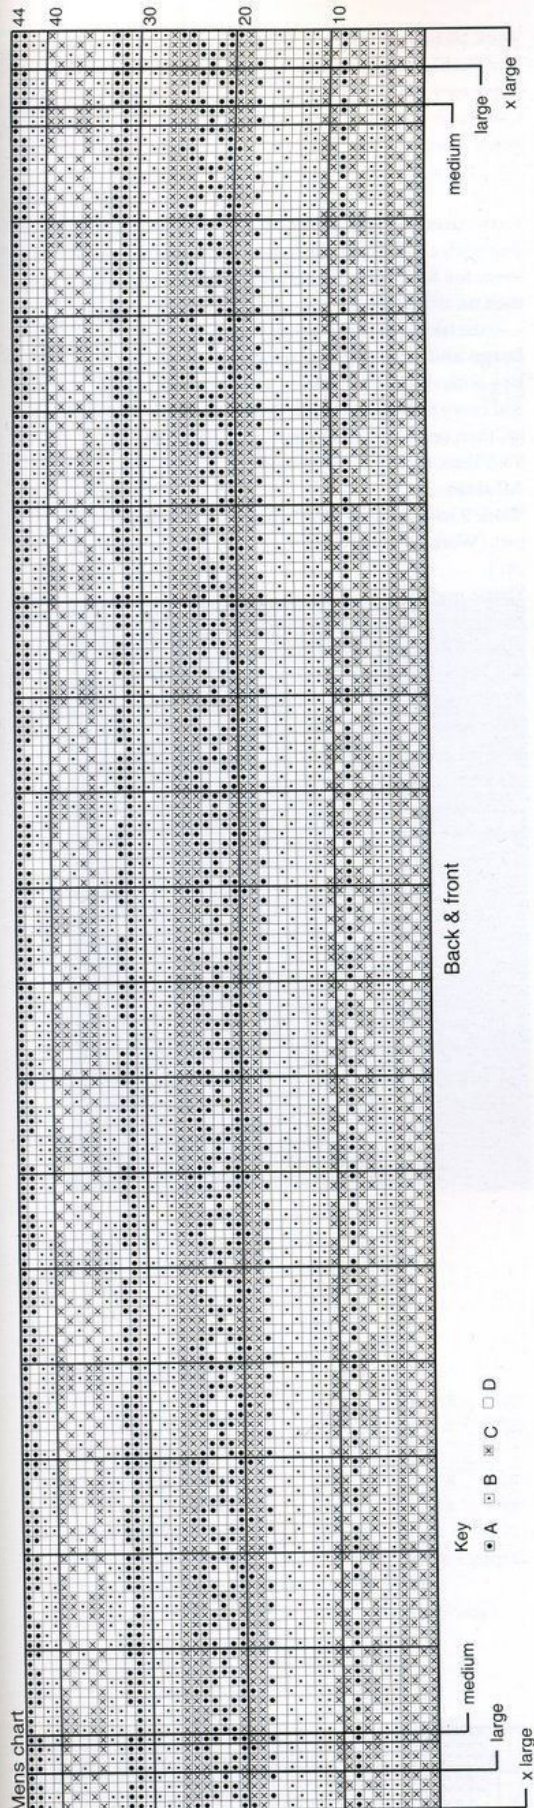 Mens chart
44
40
30
20
10
x large
large
medium
Back & front
Key
A B C D
medium
large
x large